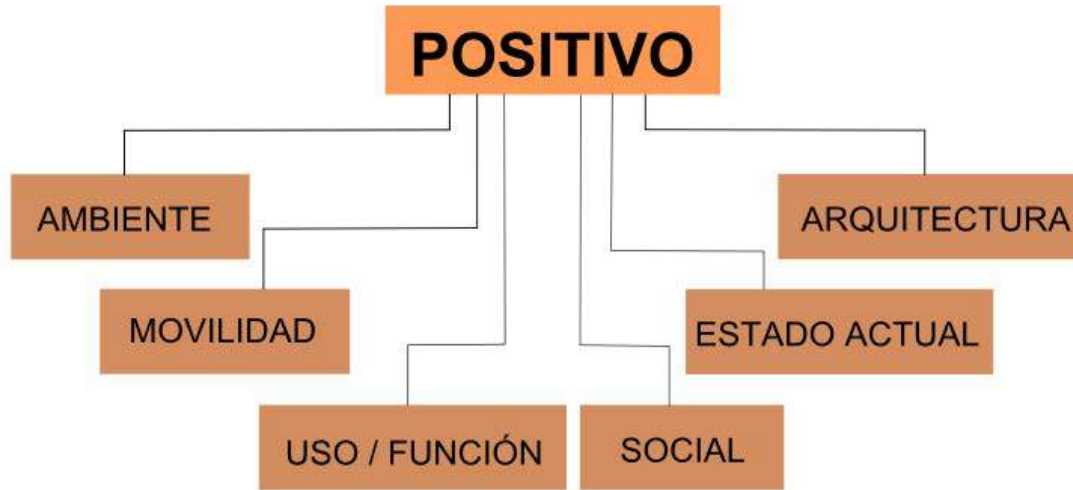 POSITIVO
AMBIENTE
ARQUITECTURA
MOVILIDAD
ESTADO ACTUAL
USO / FUNCIÓN
SOCIAL